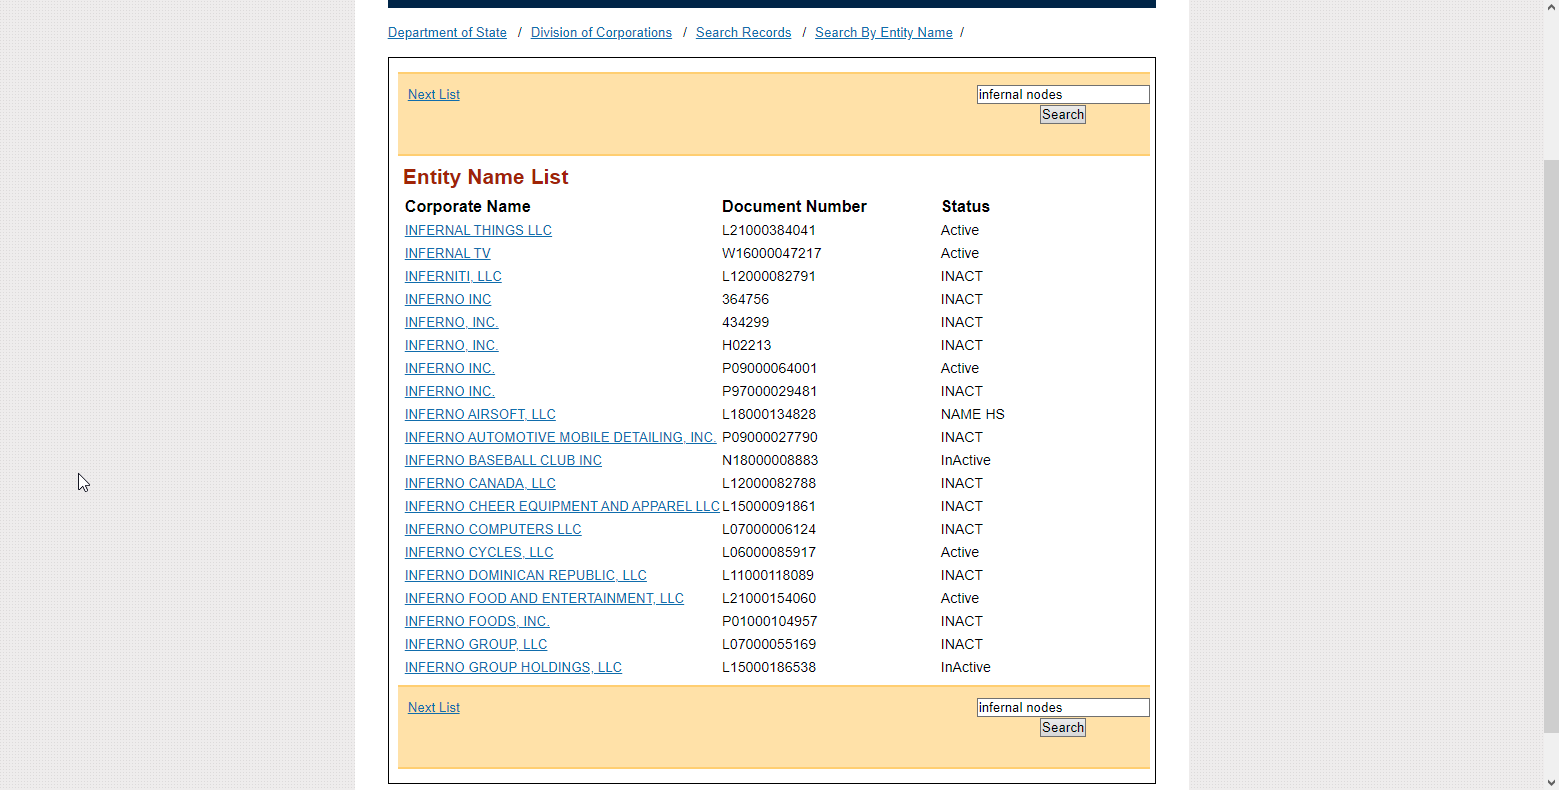 Department of State / Division of Corporations / Search Records / Search By Entity Name /
Next List infernal nodes
Search
Entity Name List
Corporate Name Document Number Status
INFERNAL THINGS LLC L21000384041 Active
INFERNAL TV W16000047217 Active
INFERNITI, LLC L12000082791 INACT
INFERNO INC 364756 INACT
INFERNO, INC. 434299 INACT
INFERNO, INC. H02213 INACT
INFERNO INC. P09000064001 Active
INFERNO INC. P97000029481 INACT
INFERNO AIRSOFT, LLC L18000134828 NAME HS
INFERNO AUTOMOTIVE MOBILE DETAILING, INC. P09000027790 INACT
INFERNO BASEBALL CLUB INC N18000008883 InActive
INFERNO CANADA, LLC L12000082788 INACT
INFERNO CHEER EQUIPMENT AND APPAREL LLC L15000091861 INACT
INFERNO COMPUTERS LLC L07000006124 INACT
INFERNO CYCLES, LLC L06000085917 Active
INFERNO DOMINICAN REPUBLIC, LLC L11000118089 INACT
INFERNO FOOD AND ENTERTAINMENT, LLC L21000154060 Active
INFERNO FOODS, INC. P01000104957 INACT
INFERNO GROUP, LLC L07000055169 INACT
INFERNO GROUP HOLDINGS, LLC L15000186538 InActive
Next List infernal nodes
Search